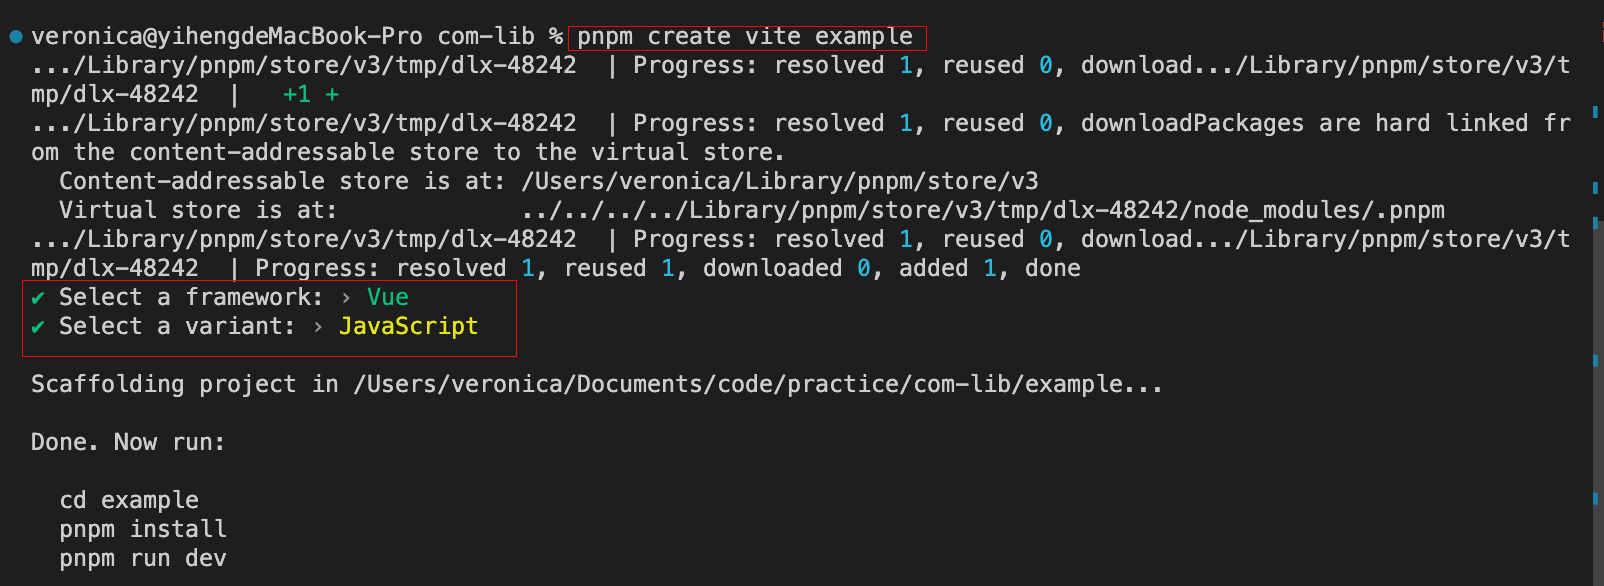 veronica@yihengdeMacBook-Pro com-lib % pnpm create vite example
.../Library/pnpm/store/v3/tmp/dlx-48242  | Progress: resolved 1, reused 0, download.../Library/pnpm/store/v3/t
mp/dlx-48242  |   +1 +
.../Library/pnpm/store/v3/tmp/dlx-48242  | Progress: resolved 1, reused 0, downloadPackages are hard linked fr
om the content-addressable store to the virtual store.
  Content-addressable store is at: /Users/veronica/Library/pnpm/store/v3
  Virtual store is at:             ../../../../Library/pnpm/store/v3/tmp/dlx-48242/node_modules/.pnpm
.../Library/pnpm/store/v3/tmp/dlx-48242  | Progress: resolved 1, reused 0, download.../Library/pnpm/store/v3/t
mp/dlx-48242  | Progress: resolved 1, reused 1, downloaded 0, added 1, done
✔ Select a framework: › Vue
✔ Select a variant: › JavaScript
Scaffolding project in /Users/veronica/Documents/code/practice/com-lib/example...
Done. Now run:
  cd example
  pnpm install
  pnpm run dev